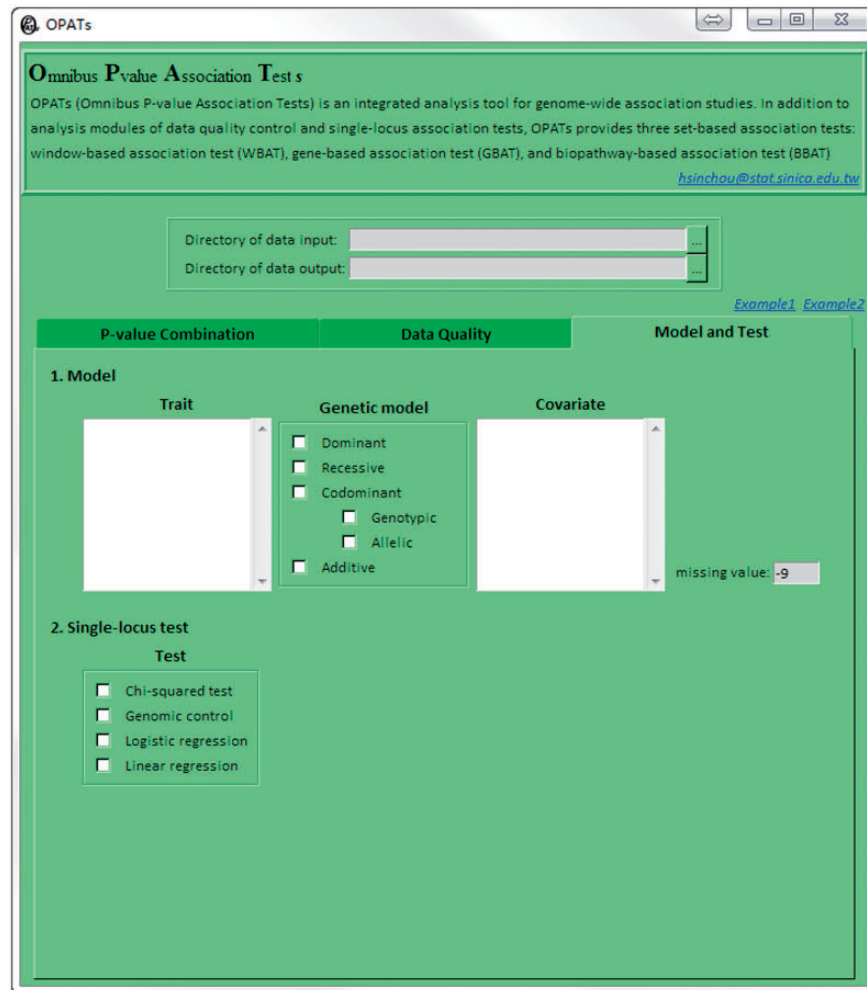 OPATs
Omnibus Pvalue Association Test s
OPATs (Omnibus P-value Association Tests) is an integrated analysis tool for genome-wide association studies. In addition to
analysis modules of data quality control and single-locus association tests, OPATs provides three set-based association tests:
window-based association test (WBAT), gene-based association test (GBAT), and biopathway-based association test (BBAT)
hsinchou@stat.sinica.edu.tw
Directory of data input: ...
Directory of data output: ...
Example1 Example2
P-value Combination Data Quality Model and Test
1. Model
Trait Genetic model Covariate
Dominant
Recessive
Codominant
Genotypic
Allelic
Additive
missing value: -9
2. Single-locus test
Test
Chi-squared test
Genomic control
Logistic regression
Linear regression